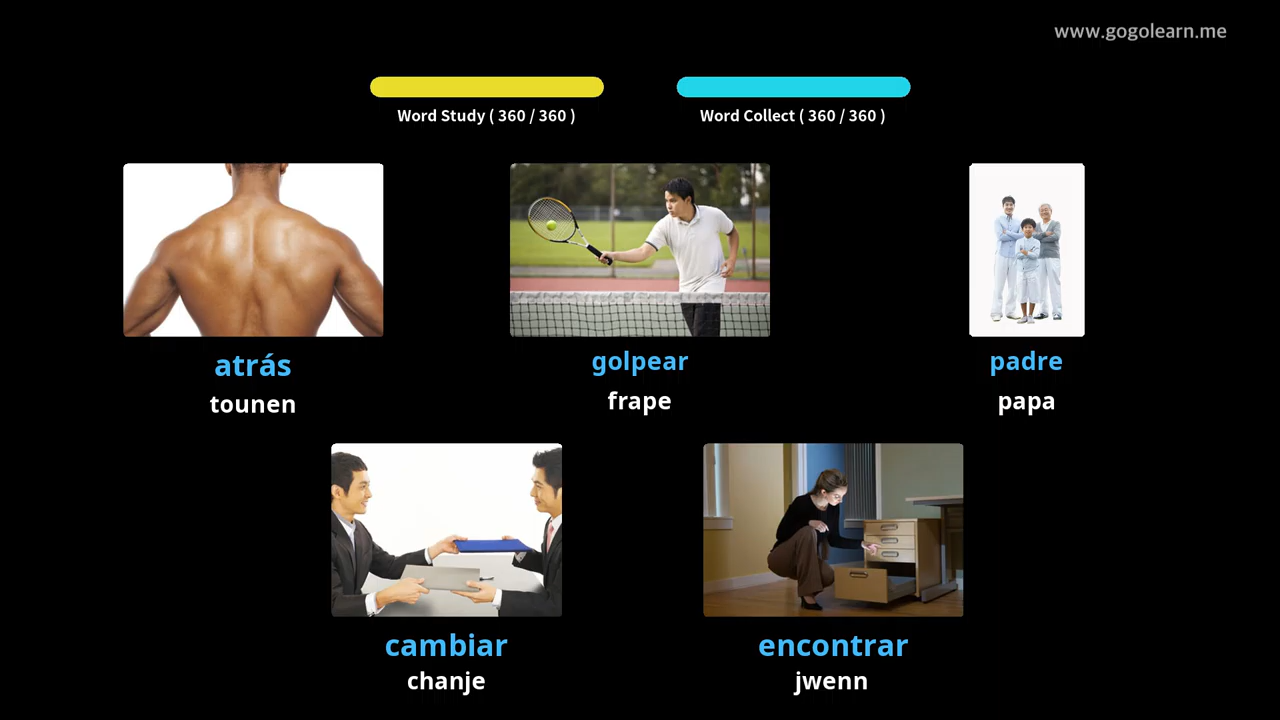 www.gogolearn.me
Word Study ( 360 / 360 )
Word Collect ( 360 / 360 )
atrás
tounen
golpear
frape
padre
papa
cambiar
chanje
encontrar
jwenn